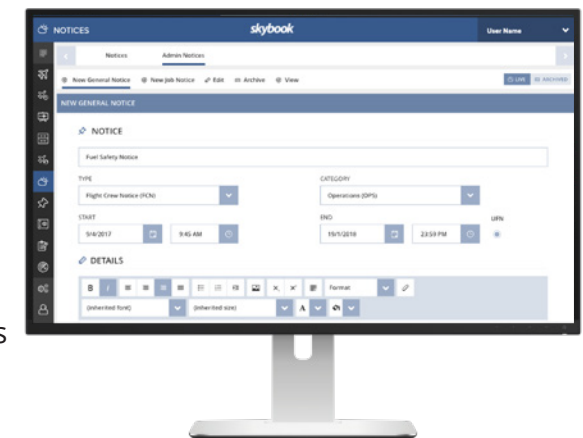 NOTICES skybook User Name
Notices Admin Notices
New General Notice New Job Notice Edit Archive View LIVE ARCHIVED
NEW GENERAL NOTICE
NOTICE
Fuel Safety Notice
TYPE CATEGORY
Flight Crew Notice (FCN) Operations (OPS)
START END UFN
9/4/2017 9:45 AM 19/1/2018 23:59 PM
DETAILS
B I Format
(inherited font) (inherited size) A
s